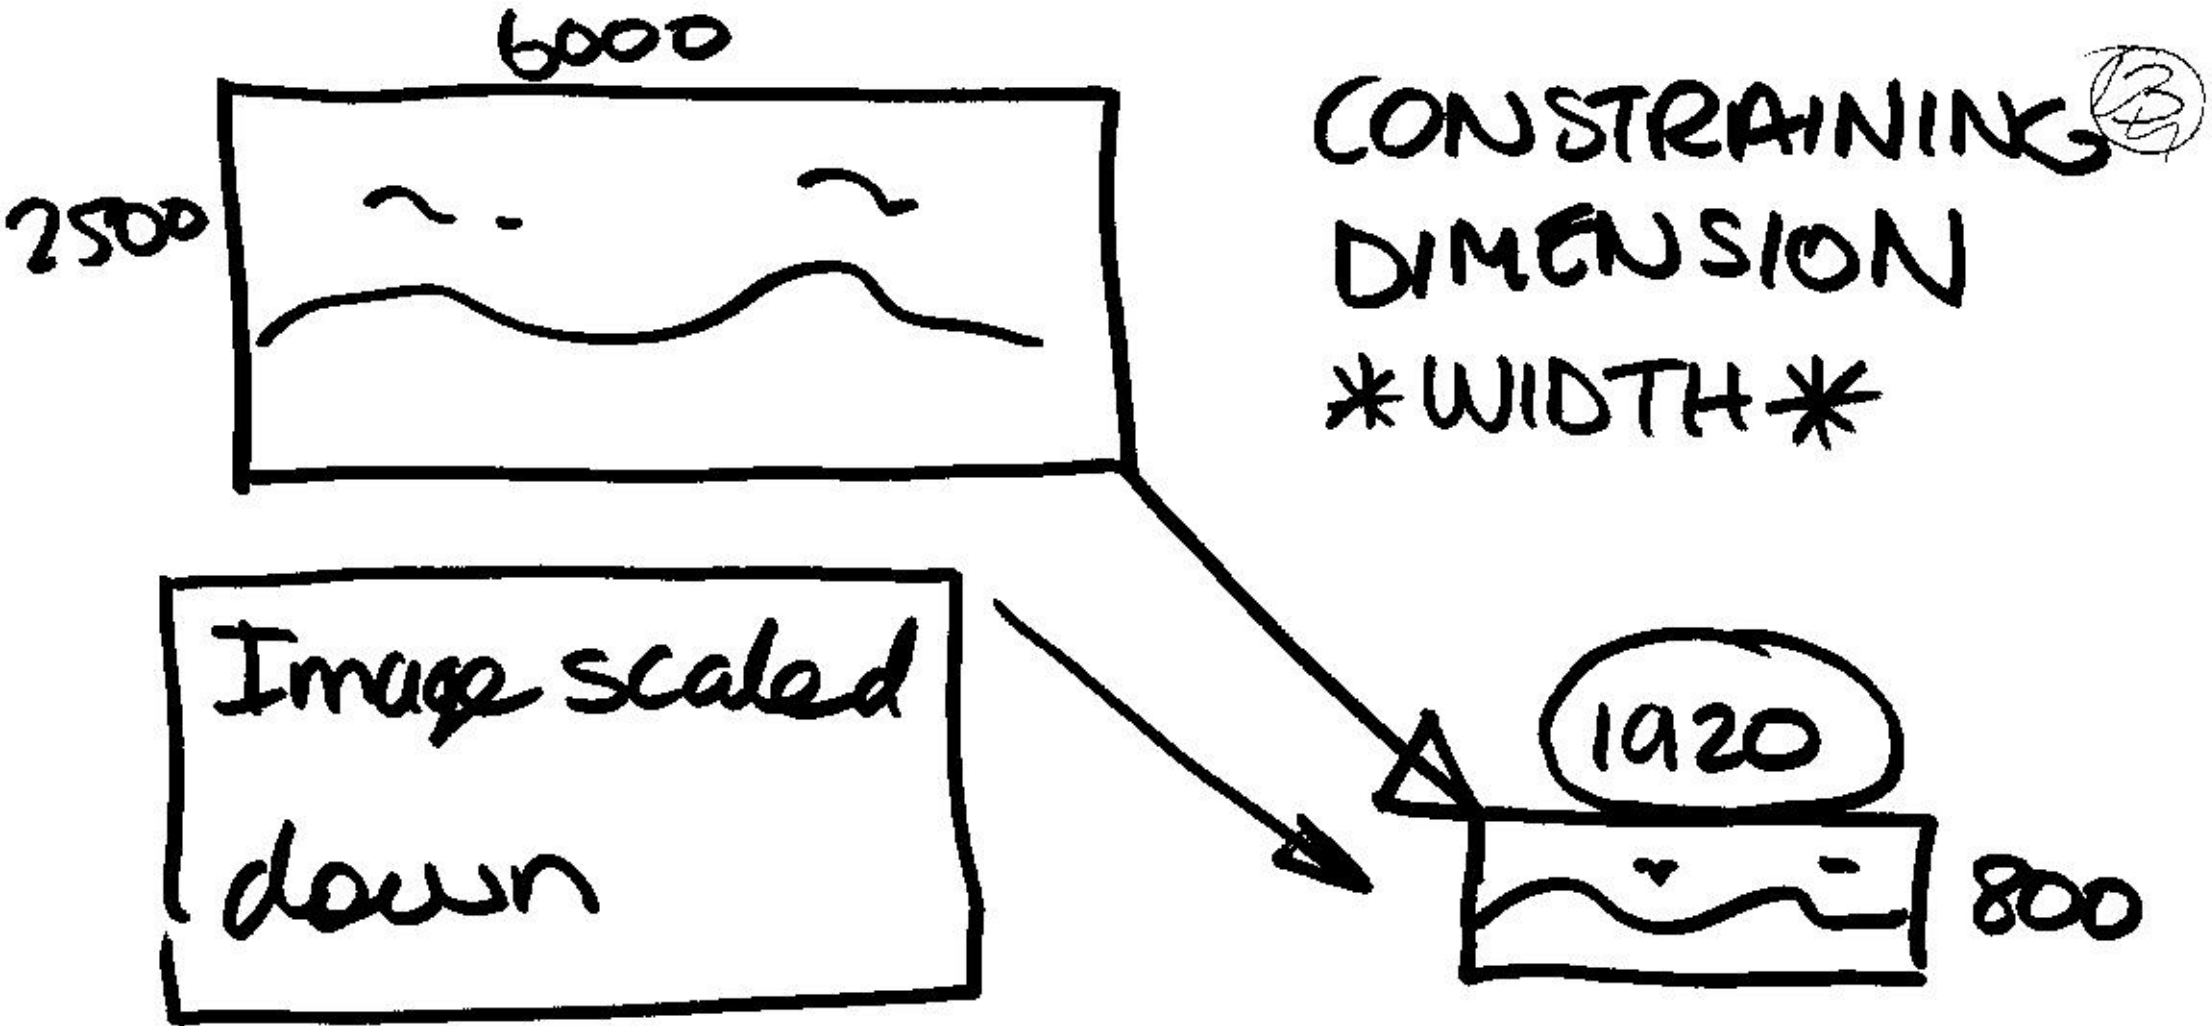 6000
CONSTRAINING
2500
DIMENSION
*WIDTH*
Image scaled
down
1920
800